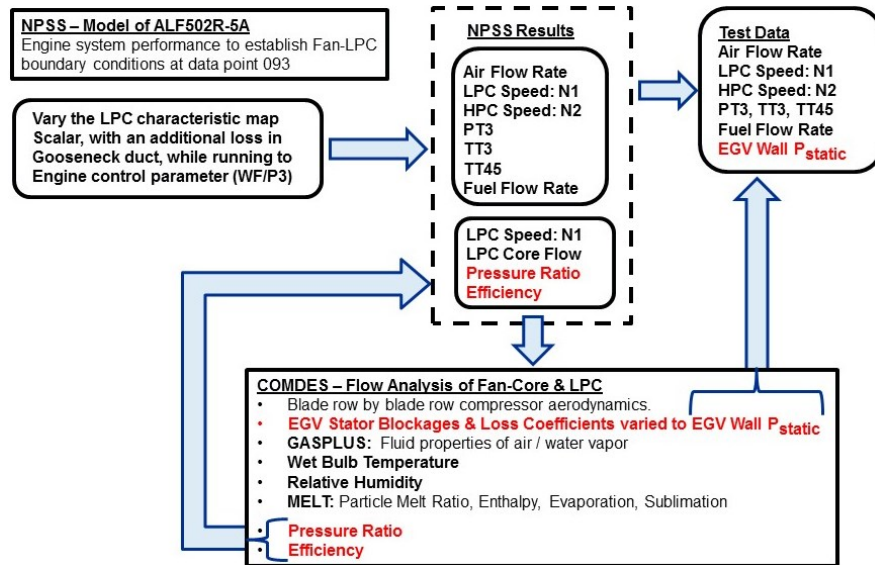 NPSS – Model of ALF502R-5A
Engine system performance to establish Fan-LPC
boundary conditions at data point 093
Vary the LPC characteristic map
Scalar, with an additional loss in
Gooseneck duct, while running to
Engine control parameter (WF/P3)
NPSS Results
Air Flow Rate
LPC Speed: N1
HPC Speed: N2
PT3
TT3
TT45
Fuel Flow Rate
LPC Speed: N1
LPC Core Flow
Pressure Ratio
Efficiency
Test Data
Air Flow Rate
LPC Speed: N1
HPC Speed: N2
PT3, TT3, TT45
Fuel Flow Rate
EGV Wall Pstatic
COMDES – Flow Analysis of Fan-Core & LPC
• Blade row by blade row compressor aerodynamics.
• EGV Stator Blockages & Loss Coefficients varied to EGV Wall Pstatic
• GASPLUS: Fluid properties of air / water vapor
• Wet Bulb Temperature
• Relative Humidity
• MELT: Particle Melt Ratio, Enthalpy, Evaporation, Sublimation
• Pressure Ratio
• Efficiency